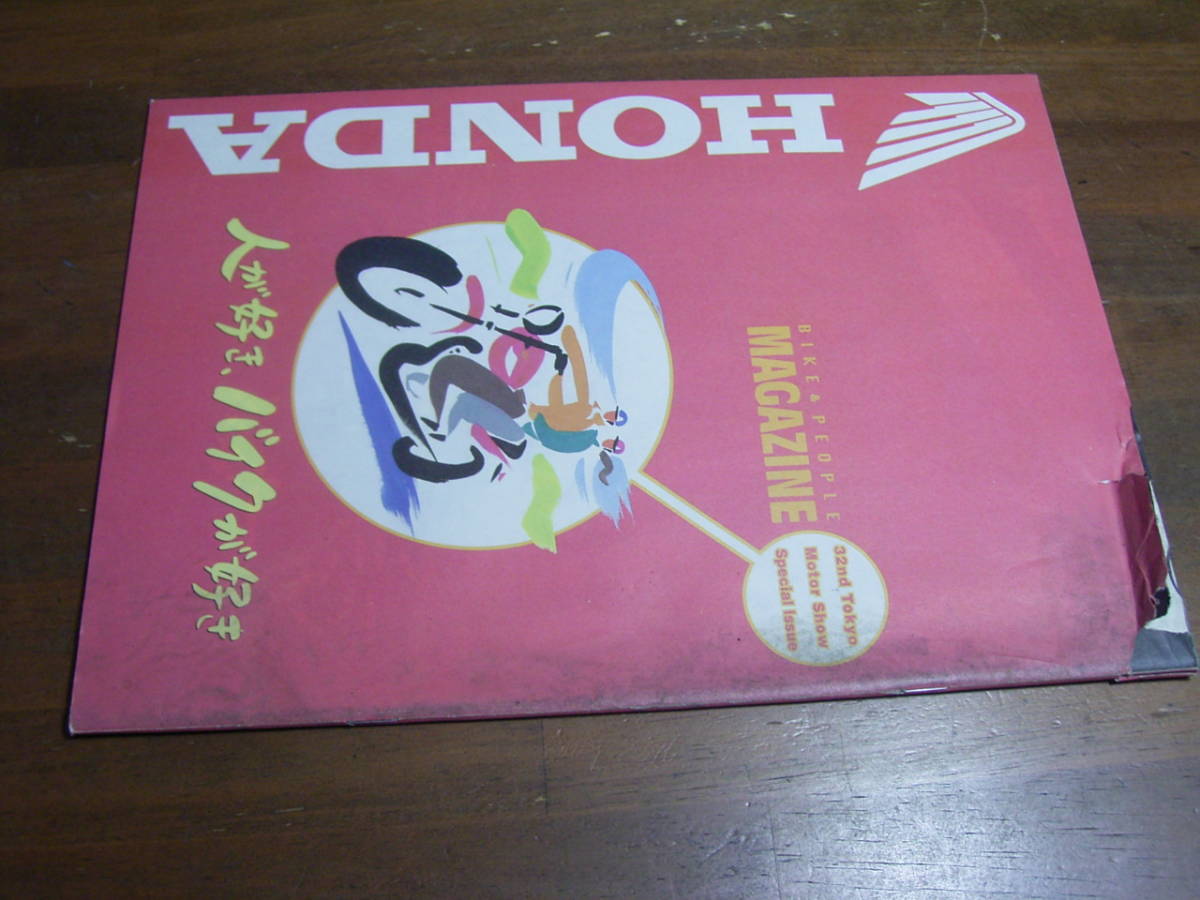 HONDA
BIKE & PEOPLE
MAGAZINE
32nd Tokyo
Motor Show
Special Issue
人が好き、バイクが好き